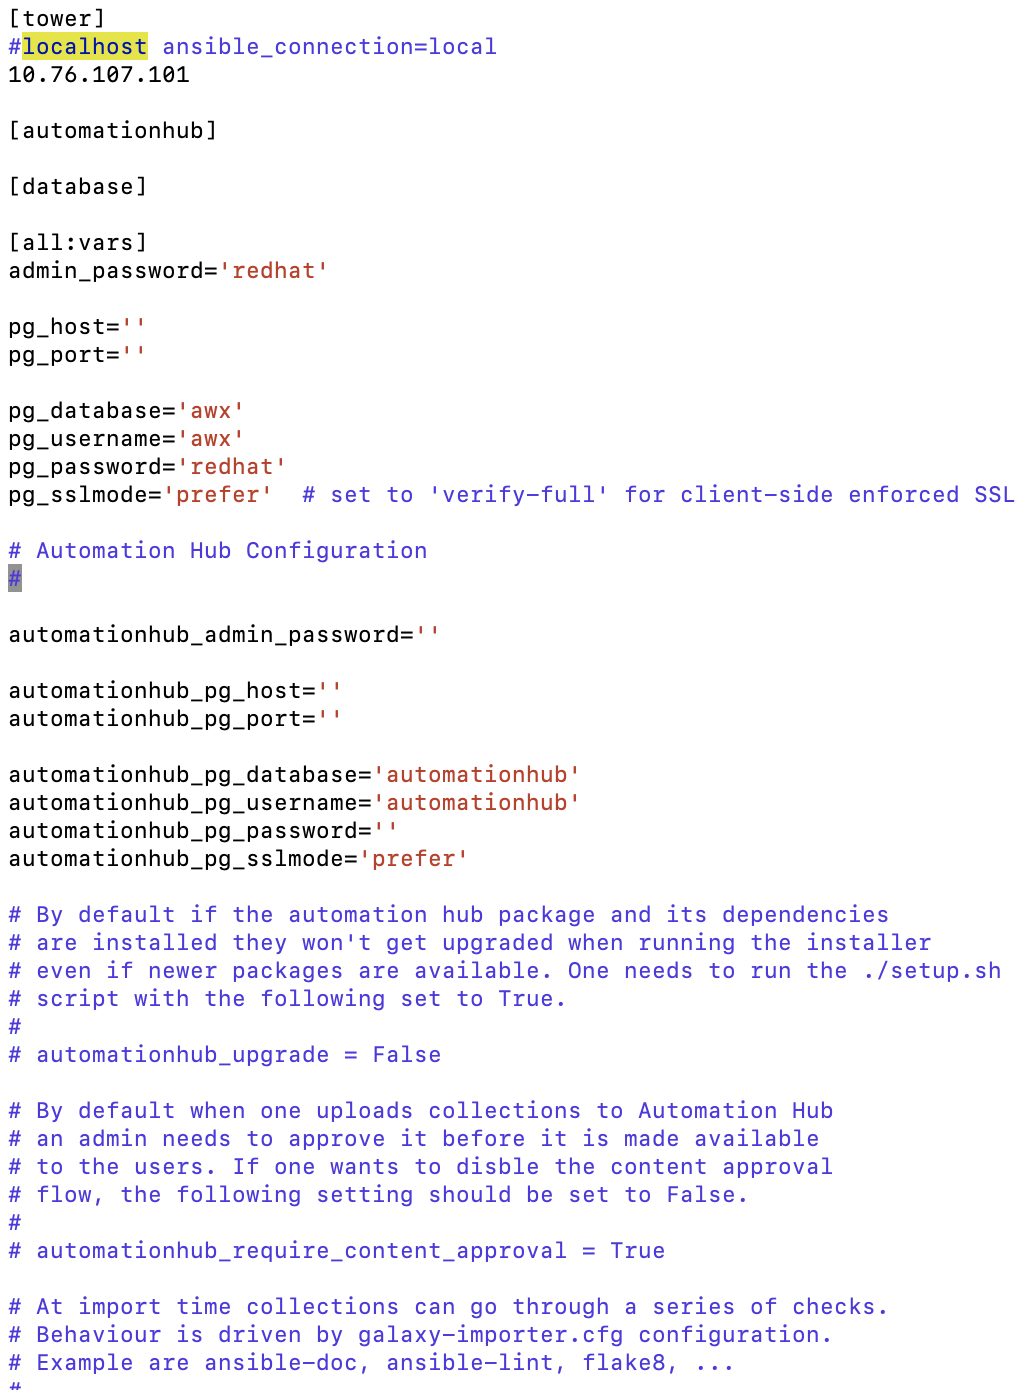 [tower]
#localhost ansible_connection=local
10.76.107.101
[automationhub]
[database]
[all:vars]
admin_password='redhat'
pg_host=''
pg_port=''
pg_database='awx'
pg_username='awx'
pg_password='redhat'
pg_sslmode='prefer'  # set to 'verify-full' for client-side enforced SSL
# Automation Hub Configuration
#
automationhub_admin_password=''
automationhub_pg_host=''
automationhub_pg_port=''
automationhub_pg_database='automationhub'
automationhub_pg_username='automationhub'
automationhub_pg_password=''
automationhub_pg_sslmode='prefer'
# By default if the automation hub package and its dependencies
# are installed they won't get upgraded when running the installer
# even if newer packages are available. One needs to run the ./setup.sh
# script with the following set to True.
#
# automationhub_upgrade = False
# By default when one uploads collections to Automation Hub
# an admin needs to approve it before it is made available
# to the users. If one wants to disble the content approval
# flow, the following setting should be set to False.
#
# automationhub_require_content_approval = True
# At import time collections can go through a series of checks.
# Behaviour is driven by galaxy-importer.cfg configuration.
# Example are ansible-doc, ansible-lint, flake8, ...
#